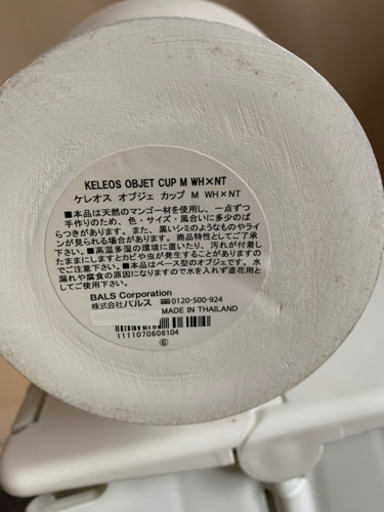 KELEOS OBJET CUP M WH×NT
ケレオス オブジェ カップ M WH×NT
■本品は天然のマンゴー材を使用し、一点ずつ
手作りのため、色・サイズ・風合いに多少のば
らつきがあります。また、黒いシミのようなものやライ
ンが見られる場合があります。商品特性としてご了承
下さい。■高温多湿の環境に置いたり、汚れが付着し
たままにしますとカビや虫が発生することがありますの
でご注意下さい。■本品はベース型のオブジェです。水
漏れや腐食の原因になりますので水を入れず造花用と
してご使用下さい。
BALS Corporation
株式会社バルス 0120-500-924
MADE IN THAILAND
1111070606104
⑥